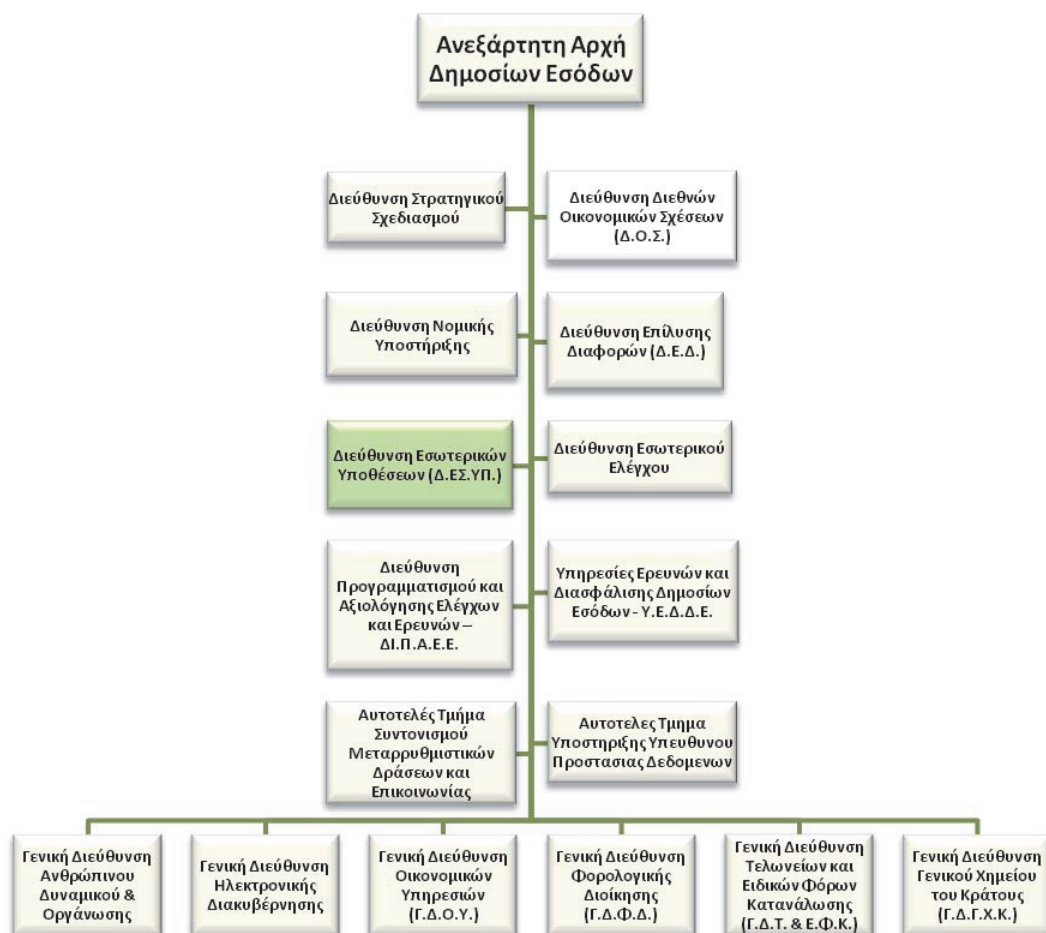 Ανεξάρτητη Αρχή
Δημοσίων Εσόδων
Διεύθυνση Στρατηγικού
Σχεδιασμού
Διεύθυνση Διεθνών
Οικονομικών Σχέσεων
(Δ.Ο.Σ.)
Διεύθυνση Νομικής
Υποστήριξης
Διεύθυνση Επίλυσης
Διαφορών (Δ.Ε.Δ.)
Διεύθυνση Εσωτερικών
Υποθέσεων (Δ.ΕΣ.ΥΠ.)
Διεύθυνση Εσωτερικού
Ελέγχου
Διεύθυνση
Προγραμματισμού και
Αξιολόγησης Ελέγχων
και Ερευνών –
ΔΙ.Π.Α.Ε.Ε.
Υπηρεσίες Ερευνών και
Διασφάλισης Δημοσίων
Εσόδων - Υ.Ε.Δ.Δ.Ε.
Αυτοτελές Τμήμα
Συντονισμού
Μεταρρυθμιστικών
Δράσεων και
Επικοινωνίας
Αυτοτελες Τμημα
Υποστηριξης Υπευθυνου
Προστασιας Δεδομενων
Γενική Διεύθυνση
Ανθρώπινου
Δυναμικού &
Οργάνωσης
Γενική Διεύθυνση
Ηλεκτρονικής
Διακυβέρνησης
Γενική Διεύθυνση
Οικονομικών
Υπηρεσιών
(Γ.Δ.Ο.Υ.)
Γενική Διεύθυνση
Φορολογικής
Διοίκησης
(Γ.Δ.Φ.Δ.)
Γενική Διεύθυνση
Τελωνείων και
Ειδικών Φόρων
Κατανάλωσης
(Γ.Δ.Τ. & Ε.Φ.Κ.)
Γενική Διεύθυνση
Γενικού Χημείου
του Κράτους
(Γ.Δ.Γ.Χ.Κ.)